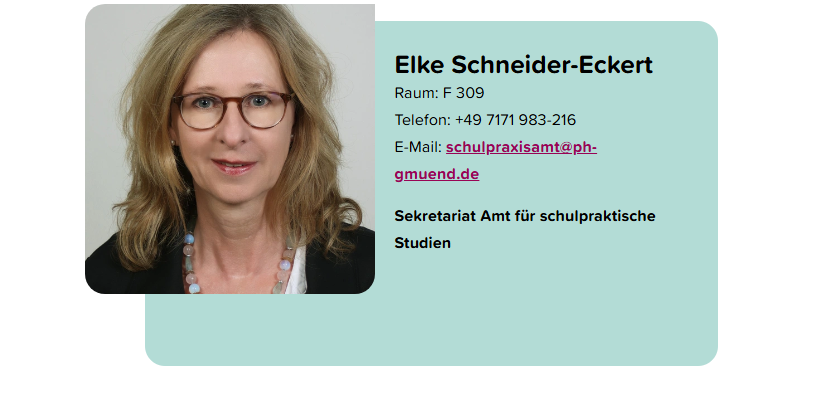 Elke Schneider-Eckert
Raum: F 309
Telefon: +49 7171 983-216
E-Mail: schulpraxisamt@ph-
gmuend.de
Sekretariat Amt für schulpraktische
Studien